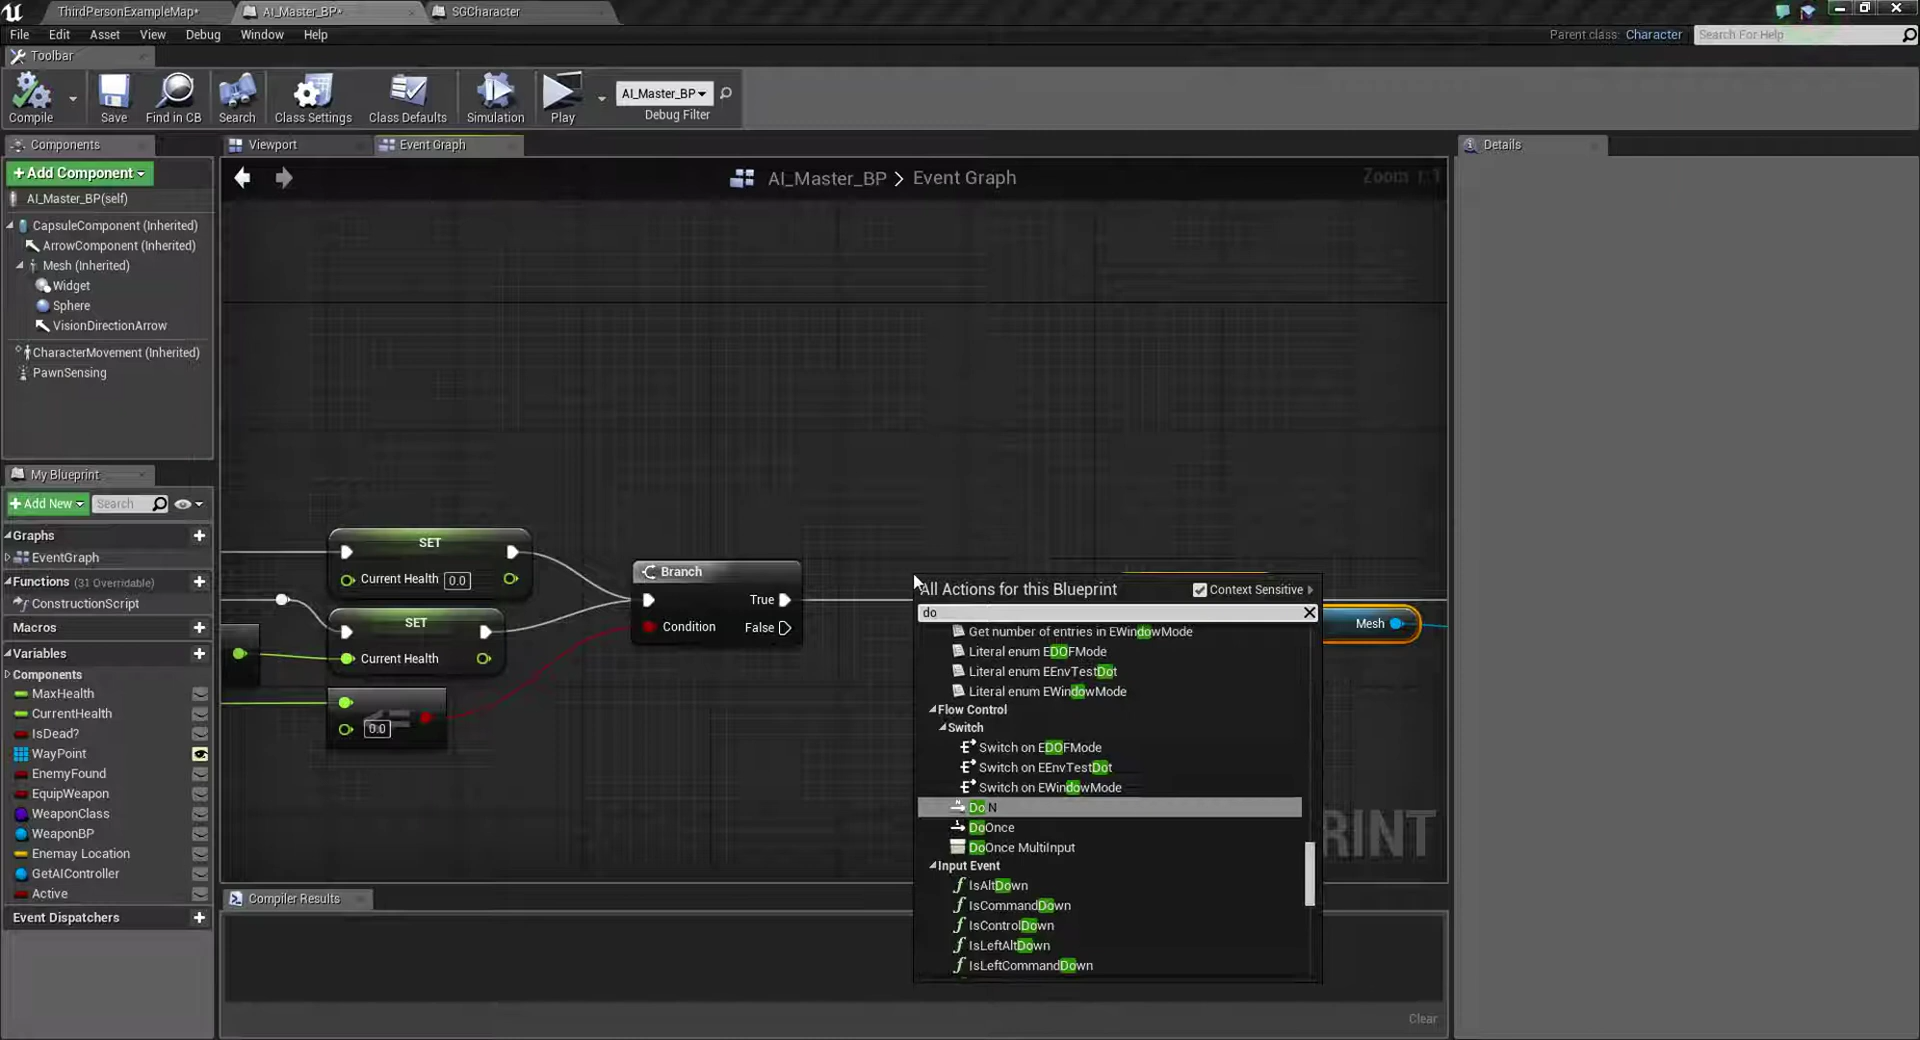 ThirdPersonExampleMap*
AI_Master_BP*
SGCharacter
File Edit Asset View Debug Window Help
Parent class: Character
Search For Help
Toolbar
Compile
Save
Find in CB
Search
Class Settings
Class Defaults
Simulation
Play
AI_Master_BP
Debug Filter
Components
+Add Component
AI_Master_BP(self)
CapsuleComponent (Inherited)
ArrowComponent (Inherited)
Mesh (Inherited)
Widget
Sphere
VisionDirectionArrow
CharacterMovement (Inherited)
PawnSensing
My Blueprint
+Add New
Search
Graphs
EventGraph
Functions (31 Overridable)
ConstructionScript
Macros
Variables
Components
MaxHealth
CurrentHealth
IsDead?
WayPoint
EnemyFound
EquipWeapon
WeaponClass
WeaponBP
Enemay Location
GetAIController
Active
Event Dispatchers
Viewport
Event Graph
AI_Master_BP > Event Graph
Zoom 1:1
SET
Current Health 0.0
SET
Current Health
0.0
Branch
True
Condition False
Mesh
All Actions for this Blueprint
Context Sensitive
do
Get number of entries in EWindowMode
Literal enum EDOFMode
Literal enum EEnvTestDot
Literal enum EWindowMode
Flow Control
Switch
Switch on EDOFMode
Switch on EEnvTestDot
Switch on EWindowMode
Do N
DoOnce
DoOnce MultiInput
Input Event
IsAltDown
IsCommandDown
IsControlDown
IsLeftAltDown
IsLeftCommandDown
RINT
Compiler Results
Clear
Details